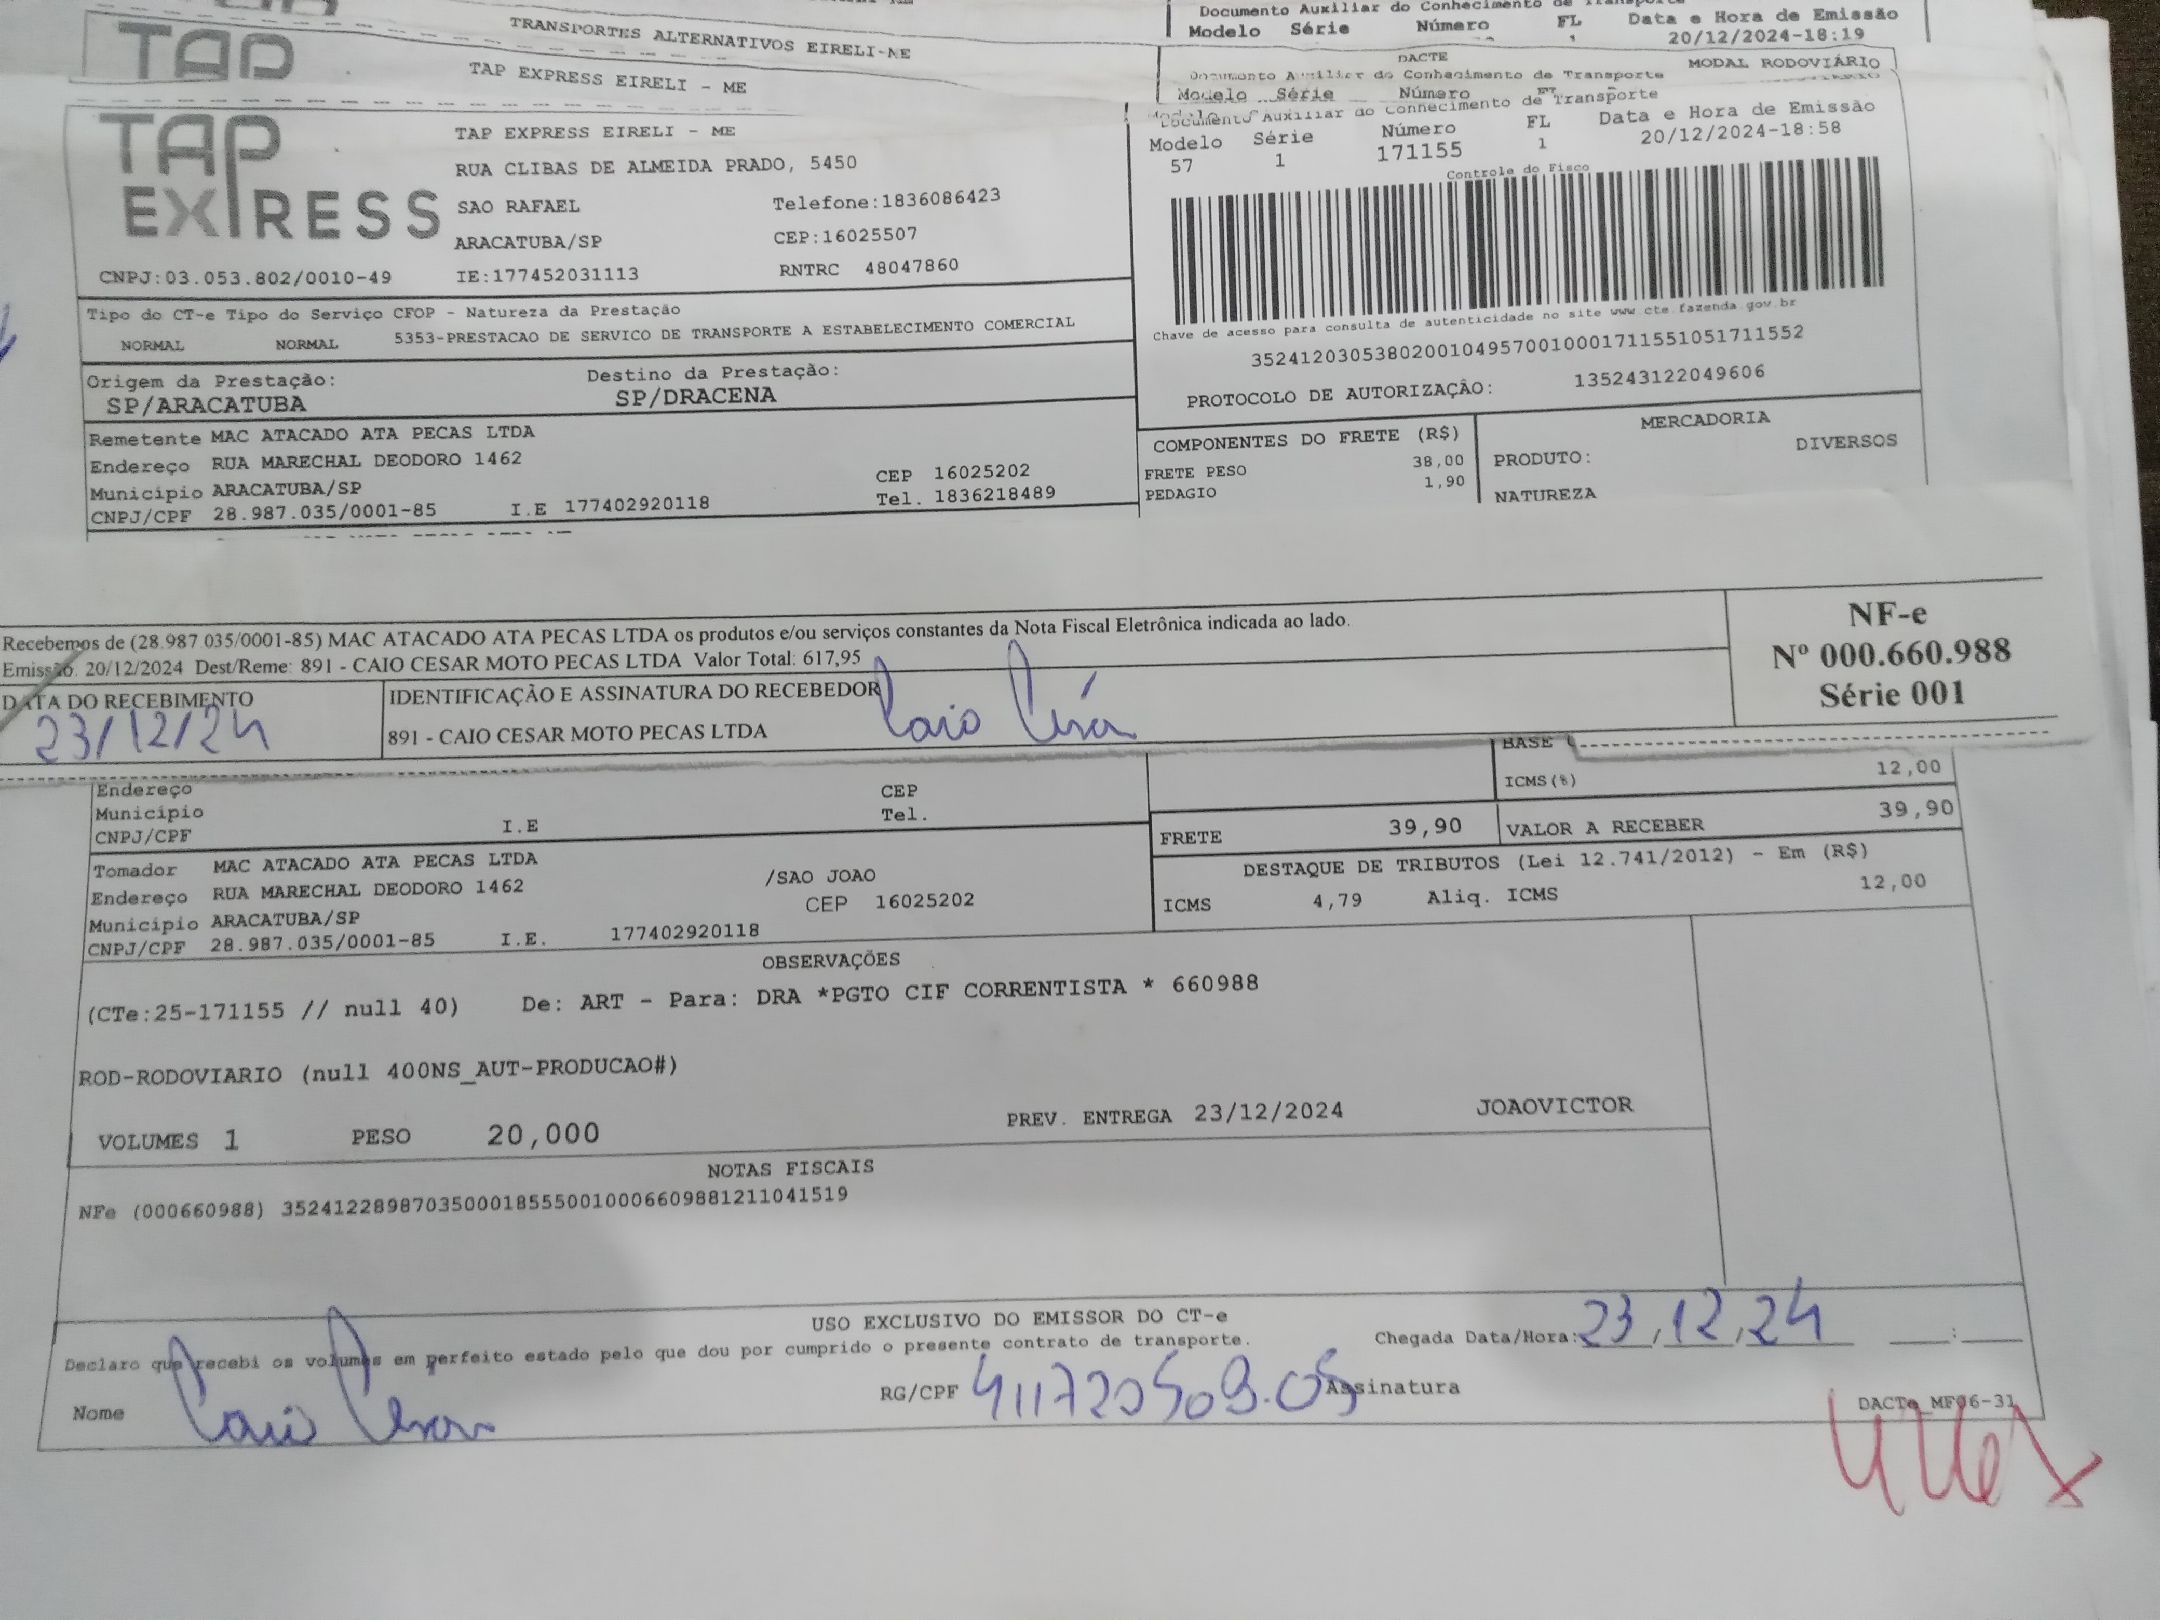 TRANSPORTES ALTERNATIVOS EIRELI-ME
Documento Auxiliar do Conhecimento de Transporte
Modelo Série Número FL Data e Hora de Emissão
1 20/12/2024-18:19
TAP
TAP EXPRESS EIRELI - ME
DACTE MODAL RODOVIÁRIO
Documento Auxiliar do Conhecimento de Transporte
Modelo Série Número
TAP EXPRESS
TAP EXPRESS EIRELI - ME
RUA CLIBAS DE ALMEIDA PRADO, 5450
SAO RAFAEL Telefone:1836086423
ARACATUBA/SP CEP:16025507
CNPJ:03.053.802/0010-49 IE:177452031113 RNTRC 48047860
Documento Auxiliar do Conhecimento de Transporte
Modelo Série Número FL Data e Hora de Emissão
57 1 171155 1 20/12/2024-18:58
Controle do Fisco
Chave de acesso para consulta de autenticidade no site www.cte.fazenda.gov.br
35241203053802001049570010001711551051711552
PROTOCOLO DE AUTORIZAÇÃO: 135243122049606
Tipo do CT-e Tipo do Serviço CFOP - Natureza da Prestação
NORMAL NORMAL 5353-PRESTACAO DE SERVICO DE TRANSPORTE A ESTABELECIMENTO COMERCIAL
Origem da Prestação: Destino da Prestação:
SP/ARACATUBA SP/DRACENA
Remetente MAC ATACADO ATA PECAS LTDA
Endereço RUA MARECHAL DEODORO 1462
Município ARACATUBA/SP CEP 16025202
CNPJ/CPF 28.987.035/0001-85 I.E 177402920118 Tel. 1836218489
COMPONENTES DO FRETE (R$)
FRETE PESO 38,00
PEDAGIO 1,90
MERCADORIA
PRODUTO: DIVERSOS
NATUREZA
Recebemos de (28.987.035/0001-85) MAC ATACADO ATA PECAS LTDA os produtos e/ou serviços constantes da Nota Fiscal Eletrônica indicada ao lado.
Emissão: 20/12/2024 Dest/Reme: 891 - CAIO CESAR MOTO PECAS LTDA Valor Total: 617,95
DATA DO RECEBIMENTO IDENTIFICAÇÃO E ASSINATURA DO RECEBEDOR
23/12/24 891 - CAIO CESAR MOTO PECAS LTDA Caio César
NF-e
Nº 000.660.988
Série 001
Endereço CEP
Município Tel.
CNPJ/CPF I.E
BASE
ICMS(%) 12,00
FRETE 39,90 VALOR A RECEBER 39,90
Tomador MAC ATACADO ATA PECAS LTDA
Endereço RUA MARECHAL DEODORO 1462 /SAO JOAO
Município ARACATUBA/SP CEP 16025202
CNPJ/CPF 28.987.035/0001-85 I.E. 177402920118
DESTAQUE DE TRIBUTOS (Lei 12.741/2012) - Em (R$)
ICMS 4,79 Aliq. ICMS 12,00
OBSERVAÇÕES
(CTe:25-171155 // null 40) De: ART - Para: DRA *PGTO CIF CORRENTISTA * 660988
ROD-RODOVIARIO (null 400NS_AUT-PRODUCAO#)
VOLUMES 1 PESO 20,000 PREV. ENTREGA 23/12/2024 JOAOVICTOR
NOTAS FISCAIS
NFe (000660988) 35241228987035000185550010006609881211041519
USO EXCLUSIVO DO EMISSOR DO CT-e
Declaro que recebi os volumes em perfeito estado pelo que dou por cumprido o presente contrato de transporte. Chegada Data/Hora: 23/12/24 :
Nome Caio César RG/CPF 411720509.05 Assinatura
DACTe_MF06-31